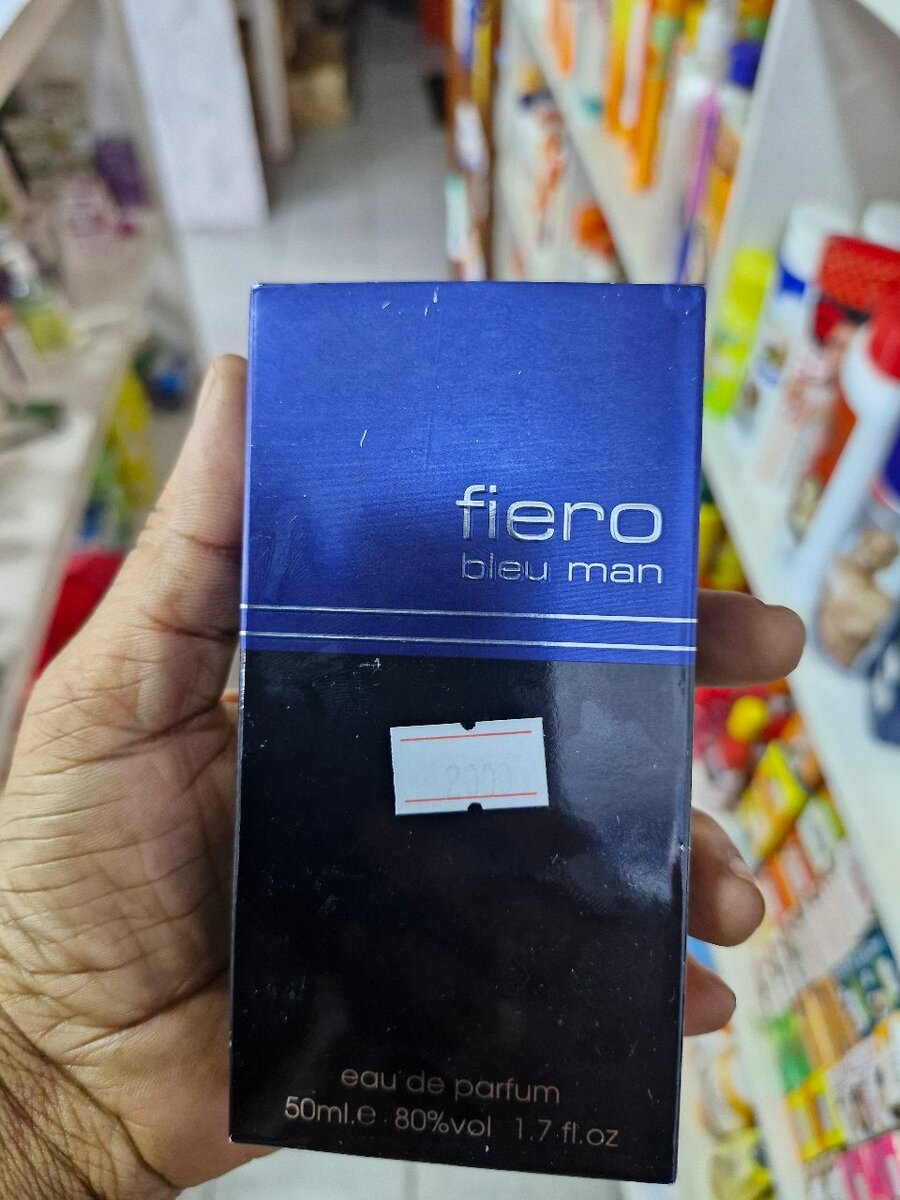 fiero
bleu man
eau de parfum
50ml.e 80%vol 1.7 fl.oz